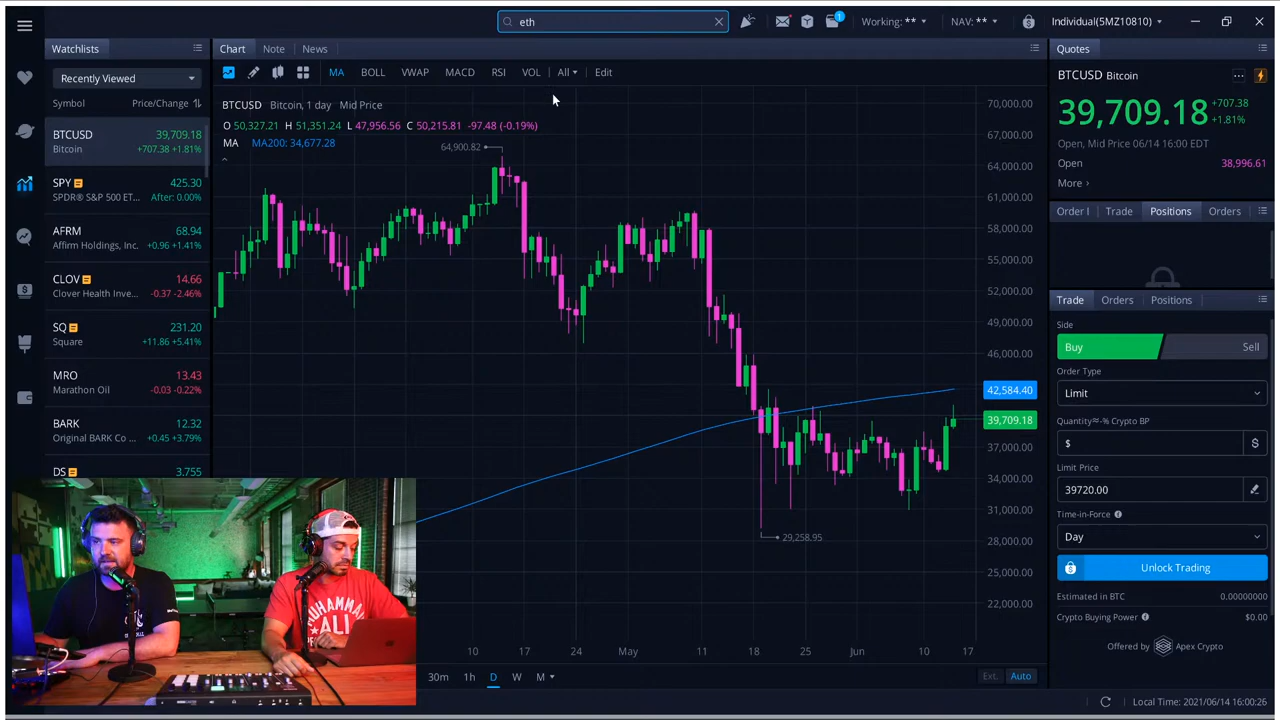 eth
Working: **
NAV: **
1
Individual(5MZ10810)
Watchlists
Recently Viewed
Symbol
Price/Change
BTCUSD 39,709.18
Bitcoin +707.38 +1.81%
SPY 425.30
SPDR® S&P 500 ET... After: 0.00%
AFRM 68.94
Affirm Holdings, Inc. +0.96 +1.41%
CLOV 14.66
Clover Health Inve... -0.37 -2.46%
SQ 231.20
Square +11.86 +5.41%
MRO 13.43
Marathon Oil -0.03 -0.22%
BARK 12.32
Original BARK Co ... +0.45 +3.79%
DS 3.755
Chart Note News
MA BOLL VWAP MACD RSI VOL All Edit
BTCUSD Bitcoin, 1 day Mid Price
O 50,327.21 H 51,351.24 L 47,956.56 C 50,215.81 -97.48 (-0.19%)
MA MA200: 34,677.28
64,900.82
29,258.95
70,000.00
67,000.00
64,000.00
61,000.00
58,000.00
55,000.00
52,000.00
49,000.00
46,000.00
42,584.40
39,709.18
37,000.00
34,000.00
31,000.00
28,000.00
25,000.00
22,000.00
10 17 24 May 11 18 25 Jun 10 17
30m 1h D W M
Ext. Auto
Quotes
BTCUSD Bitcoin
39,709.18 +707.38
+1.81%
Open, Mid Price 06/14 16:00 EDT
Open 38,996.61
More
Order I Trade Positions Orders
Trade Orders Positions
Side
Buy Sell
Order Type
Limit
Quantity≈-% Crypto BP
$ $
Limit Price
39720.00
Time-in-Force
Day
Unlock Trading
Estimated in BTC 0.00000000
Crypto Buying Power $0.00
Offered by Apex Crypto
Local Time: 2021/06/14 16:00:26
MUHAMMAD
ALI